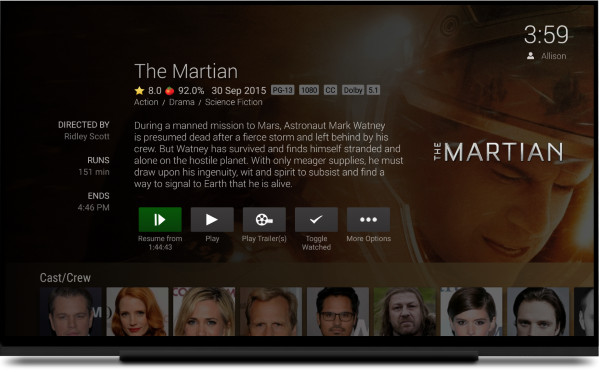 3:59
Allison
The Martian
8.0 92.0% 30 Sep 2015 PG-13 1080 CC Dolby 5.1
Action / Drama / Science Fiction
DIRECTED BY
Ridley Scott
RUNS
151 min
ENDS
4:46 PM
During a manned mission to Mars, Astronaut Mark Watney
is presumed dead after a fierce storm and left behind by his
crew. But Watney has survived and finds himself stranded and
alone on the hostile planet. With only meager supplies, he must
draw upon his ingenuity, wit and spirit to subsist and find a
way to signal to Earth that he is alive.
THE MARTIAN
Resume from
1:44:43
Play
Play Trailer(s)
Toggle
Watched
More Options
Cast/Crew